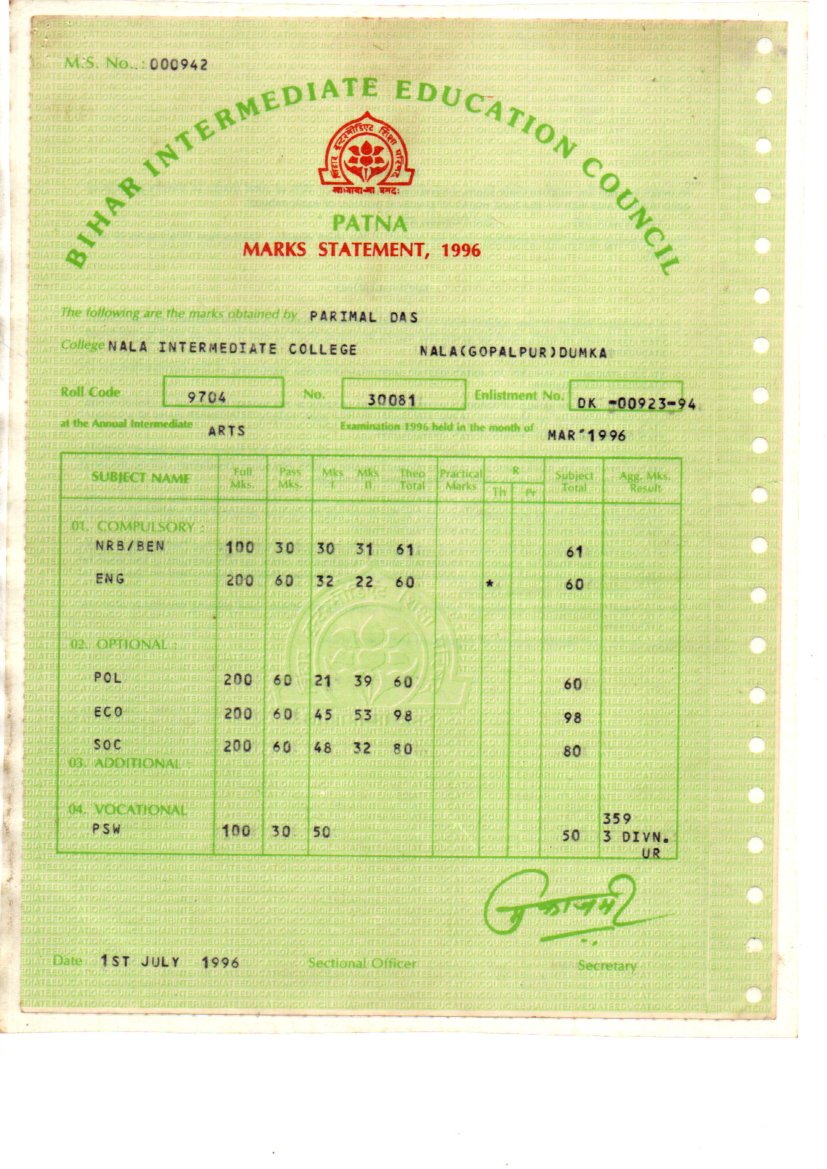 M.S. No..: 000942
BIHAR INTERMEDIATE EDUCATION COUNCIL
बिहार इन्टरमीडिएट शिक्षा परिषद
PATNA
MARKS STATEMENT, 1996
The following are the marks obtained by PARIMAL DAS
College NALA INTERMEDIATE COLLEGE NALA(GOPALPUR)DUMKA
Roll Code 9704 No. 30081 Enlistment No. DK -00923-94
at the Annual Intermediate ARTS Examination 1996 held in the month of MAR"1996
SUBJECT NAME Full Mks. Pass Mks. Mks I Mks II Theo Total Practical Marks R Th Pr Subject Total Agg. Mks. Result
01. COMPULSORY :
NRB/BEN 100 30 30 31 61 61
ENG 200 60 32 22 60 * 60
02. OPTIONAL :
POL 200 60 21 39 60 60
ECO 200 60 45 53 98 98
SOC 200 60 48 32 80 80
03. ADDITIONAL :
04. VOCATIONAL
359
PSW 100 30 50 50 3 DIVN.
UR
Date 1ST JULY 1996 Sectional Officer Secretary